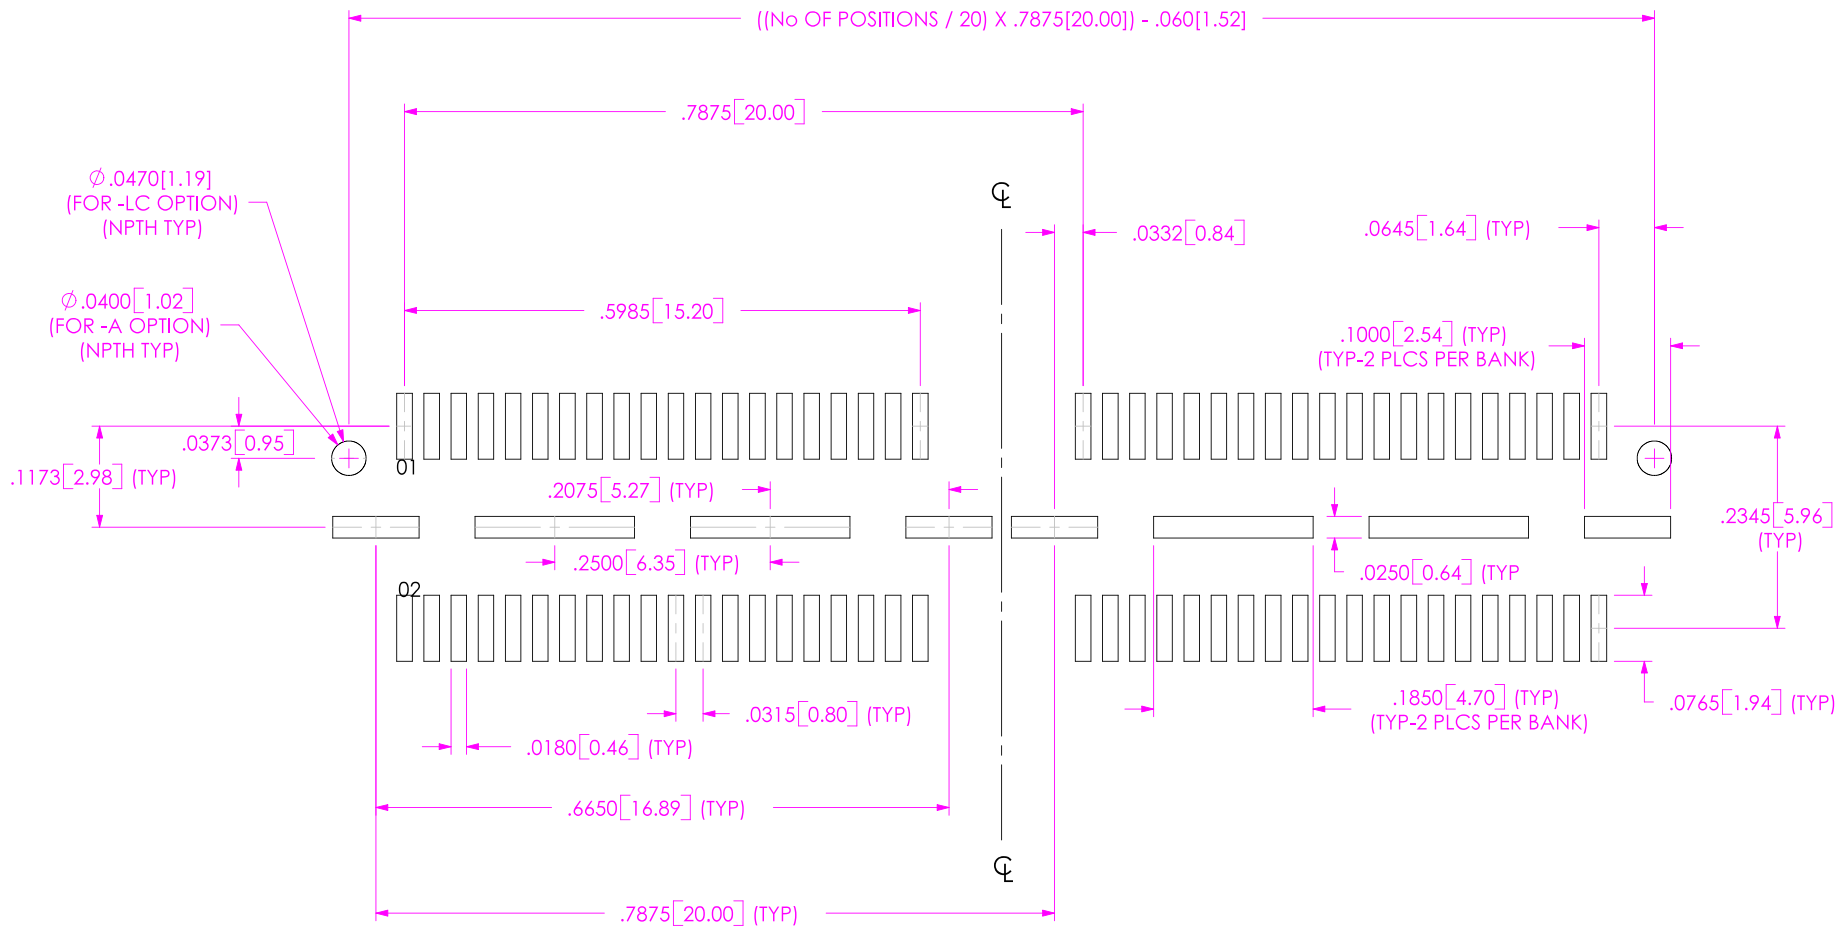 ((No OF POSITIONS / 20) X .7875[20.00]) - .060[1.52]
.7875[20.00]
Ø.0470[1.19]
(FOR -LC OPTION)
(NPTH TYP)
℄
.0332[0.84]
.0645[1.64] (TYP)
Ø.0400[1.02]
(FOR -A OPTION)
(NPTH TYP)
.5985[15.20]
.1000[2.54] (TYP)
(TYP-2 PLCS PER BANK)
.0373[0.95]
01
.1173[2.98] (TYP)
.2075[5.27] (TYP)
.2345[5.96]
(TYP)
.2500[6.35] (TYP)
.0250[0.64] (TYP
02
.1850[4.70] (TYP)
(TYP-2 PLCS PER BANK)
.0765[1.94] (TYP)
.0315[0.80] (TYP)
.0180[0.46] (TYP)
.6650[16.89] (TYP)
℄
.7875[20.00] (TYP)